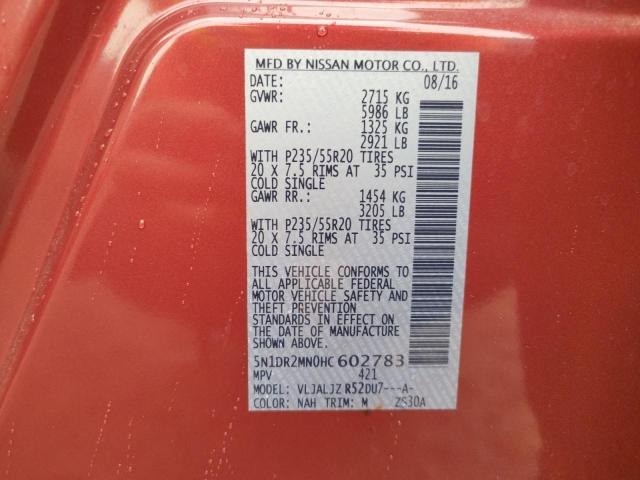 MFD BY NISSAN MOTOR CO., LTD.
DATE: 08/16
GVWR: 2715 KG
5986 LB
GAWR FR.: 1325 KG
2921 LB
WITH P235/55R20 TIRES
20 X 7.5 RIMS AT 35 PSI
COLD SINGLE
GAWR RR.: 1454 KG
3205 LB
WITH P235/55R20 TIRES
20 X 7.5 RIMS AT 35 PSI
COLD SINGLE
THIS VEHICLE CONFORMS TO
ALL APPLICABLE FEDERAL
MOTOR VEHICLE SAFETY AND
THEFT PREVENTION
STANDARDS IN EFFECT ON
THE DATE OF MANUFACTURE
SHOWN ABOVE.
5N1DR2MN0HC602783
MPV 421
MODEL: VLJALJZ R52DU7---A-
COLOR: NAH TRIM: M ZS30A